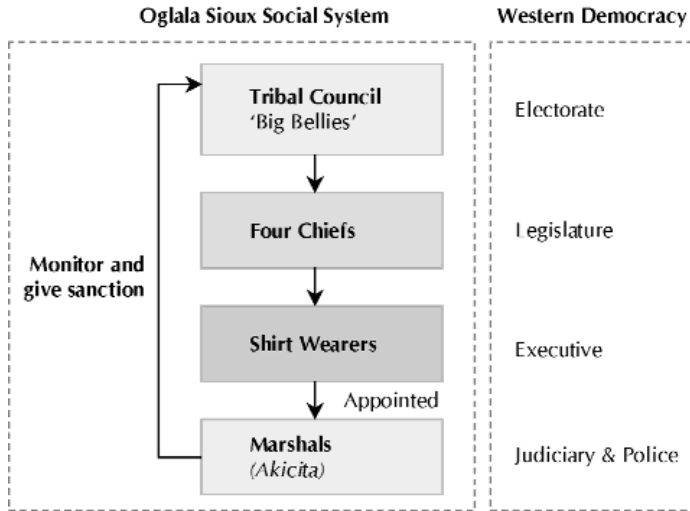 Oglala Sioux Social System
Western Democracy
Tribal Council
'Big Bellies'
Electorate
Four Chiefs
Legislature
Monitor and
give sanction
Shirt Wearers
Executive
Appointed
Marshals
(Akicita)
Judiciary & Police